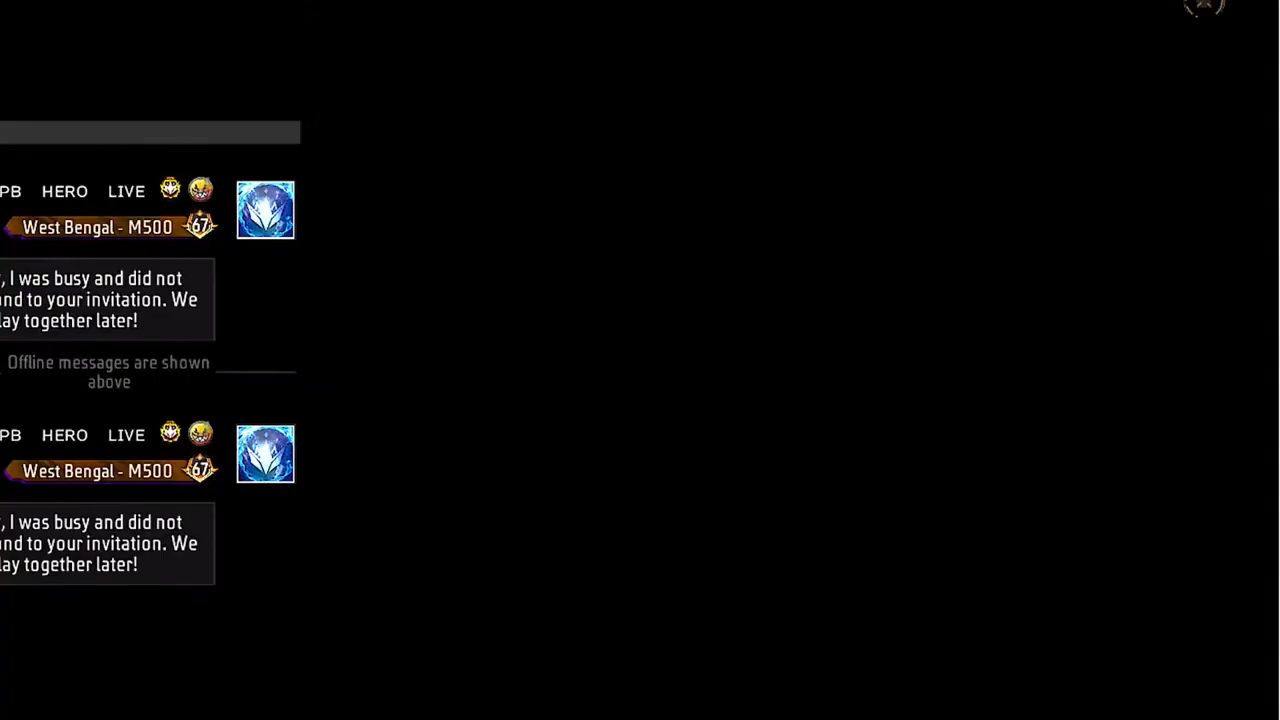 PB HERO LIVE
West Bengal - M500 67
, I was busy and did not
nd to your invitation. We
lay together later!
Offline messages are shown
above
PB HERO LIVE
West Bengal - M500 67
, I was busy and did not
nd to your invitation. We
lay together later!